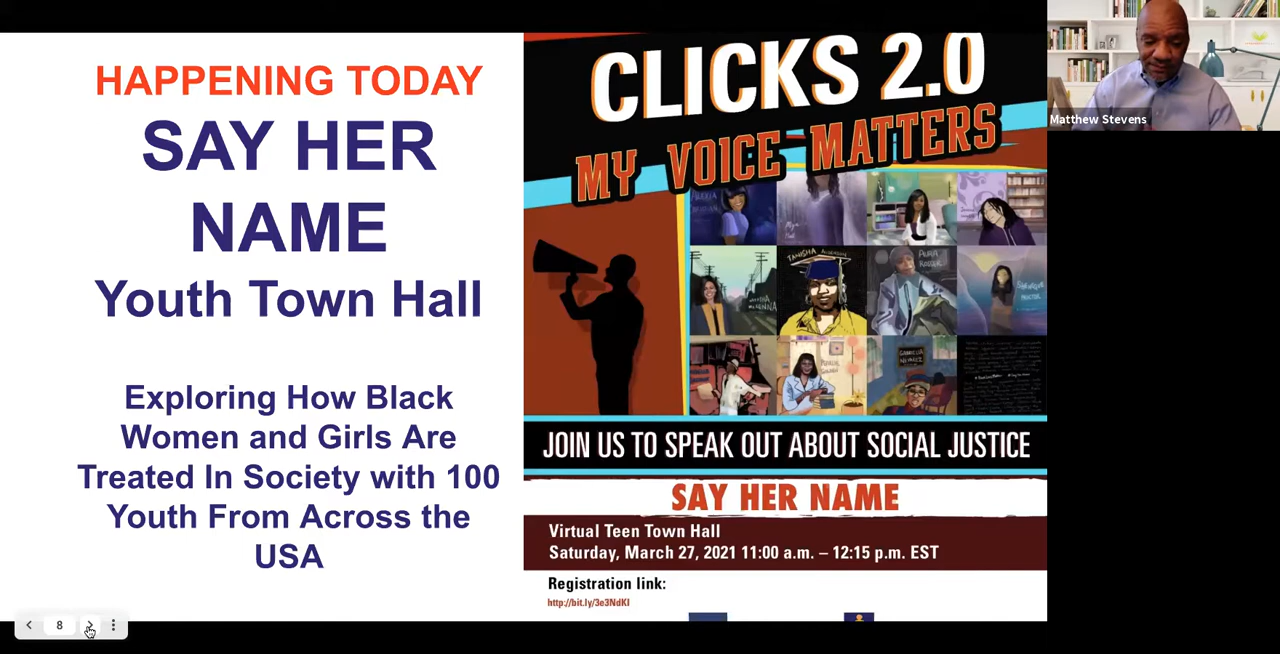 HAPPENING TODAY
SAY HER
NAME
Youth Town Hall
Exploring How Black
Women and Girls Are
Treated In Society with 100
Youth From Across the
USA
8
CLICKS 2.0
MY VOICE MATTERS
TANISHA ANDERSON
JOIN US TO SPEAK OUT ABOUT SOCIAL JUSTICE
SAY HER NAME
Virtual Teen Town Hall
Saturday, March 27, 2021 11:00 a.m. – 12:15 p.m. EST
Registration link:
http://bit.ly/3e3NdKI
Matthew Stevens